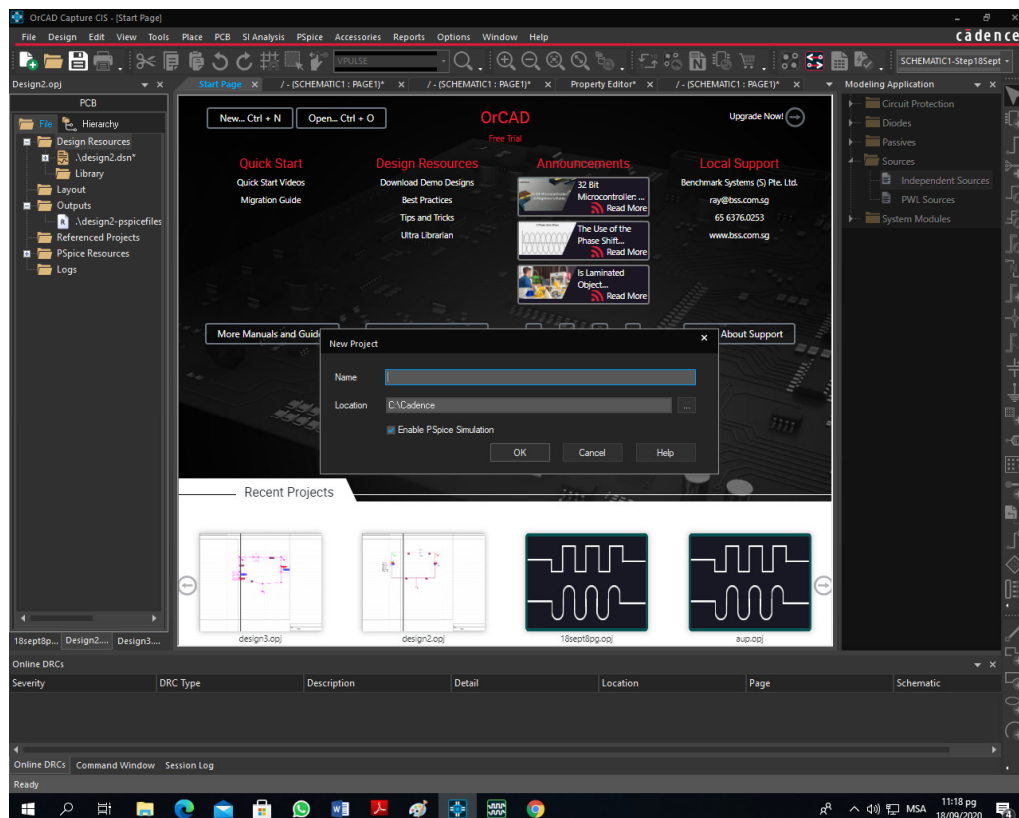 OrCAD Capture CIS - [Start Page]
File Design Edit View Tools Place PCB SI Analysis PSpice Accessories Reports Options Window Help
cādence
VPULSE
SCHEMATIC1-Step18Sept
Design2.opj
Start Page
/ - (SCHEMATIC1 : PAGE1)*
/ - (SCHEMATIC1 : PAGE1)*
Property Editor*
/ - (SCHEMATIC1 : PAGE1)*
Modeling Application
PCB
File
Hierarchy
Design Resources
.\design2.dsn*
Library
Layout
Outputs
.\design2-pspicefiles
Referenced Projects
PSpice Resources
Logs
18sept8p...
Design2....
Design3....
New... Ctrl + N
Open... Ctrl + O
OrCAD
Free Trial
Upgrade Now!
Quick Start
Quick Start Videos
Migration Guide
Design Resources
Download Demo Designs
Best Practices
Tips and Tricks
Ultra Librarian
Announcements
32 Bit
Microcontroller: ...
Read More
The Use of the
Phase Shift...
Read More
Is Laminated
Object...
Read More
Local Support
Benchmark Systems (S) Pte. Ltd.
ray@bss.com.sg
65 6376.0253
www.bss.com.sg
More Manuals and Guid
About Support
New Project
Name
Location
C:\Cadence
...
Enable PSpice Simulation
OK
Cancel
Help
Recent Projects
design3.opj
design2.opj
18sept8pg.opj
aup.opj
Circuit Protection
Diodes
Passives
Sources
Independent Sources
PWL Sources
System Modules
Online DRCs
Severity
DRC Type
Description
Detail
Location
Page
Schematic
Online DRCs
Command Window
Session Log
Ready
MSA
11:18 pg
18/09/2020
4